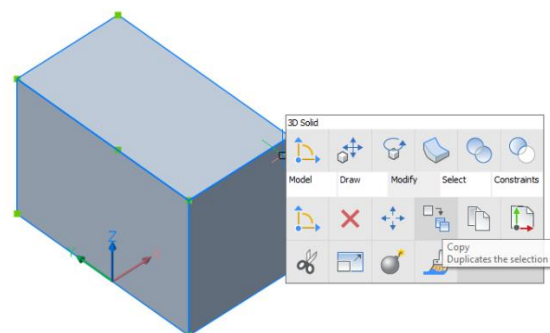 3D Solid
Model Draw Modify Select Constraints
Copy
Duplicates the selection
Z